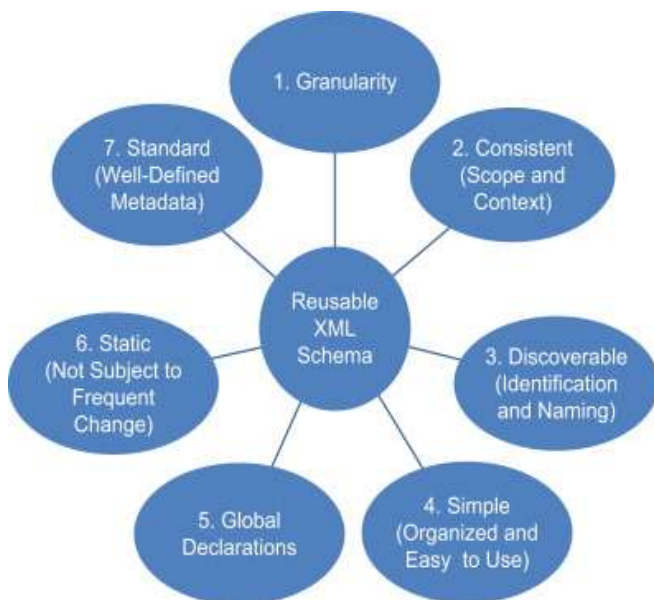 1. Granularity
2. Consistent
(Scope and
Context)
3. Discoverable
(Identification
and Naming)
4. Simple
(Organized and
Easy to Use)
5. Global
Declarations
6. Static
(Not Subject to
Frequent
Change)
7. Standard
(Well-Defined
Metadata)
Reusable
XML
Schema